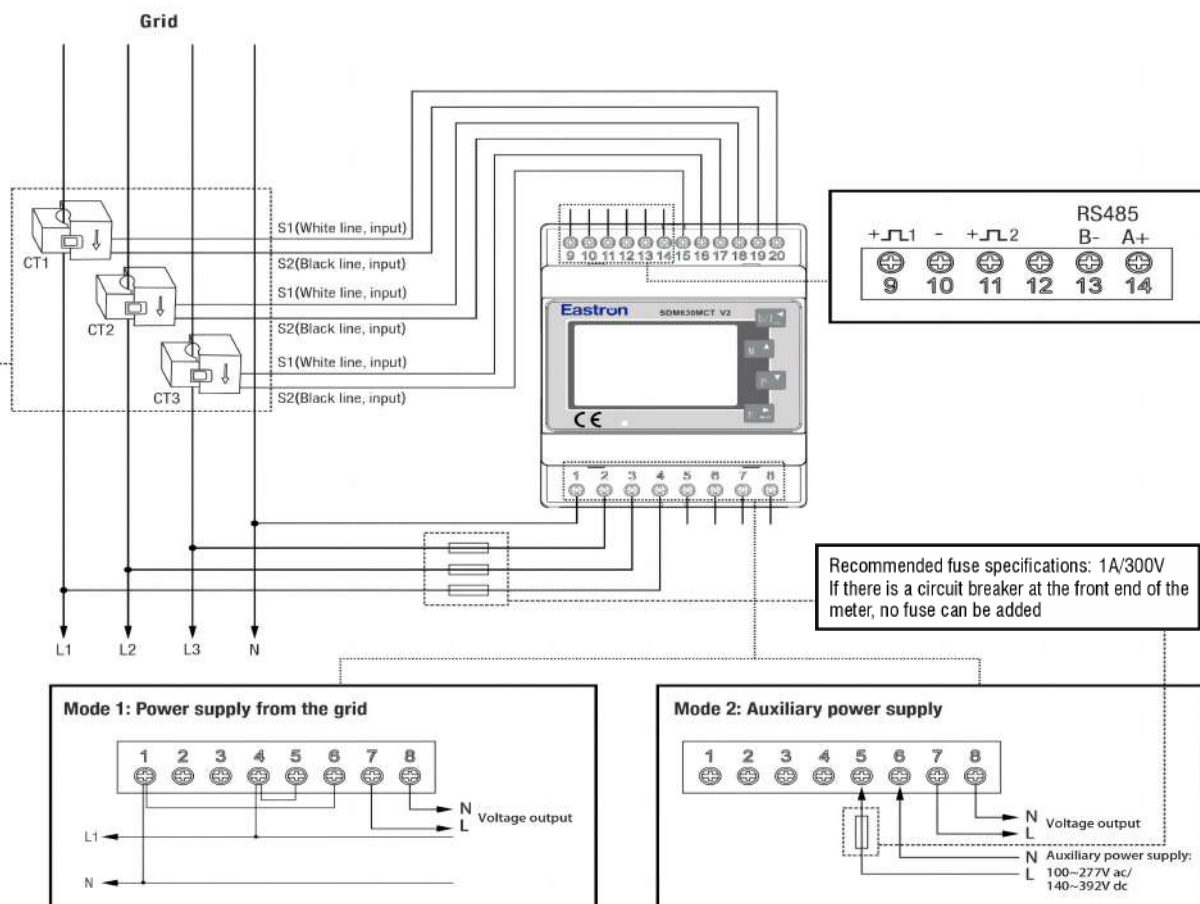 Grid
S1(White line, input)
S2(Black line, input)
CT1
S1(White line, input)
S2(Black line, input)
CT2
S1(White line, input)
S2(Black line, input)
CT3
9 10 11 12 13 14 15 16 17 18 19 20
Eastron SDM630MCT V2
CE
1 2 3 4 5 6 7 8
RS485
+ 1 - + 2 B- A+
9 10 11 12 13 14
Recommended fuse specifications: 1A/300V
If there is a circuit breaker at the front end of the
meter, no fuse can be added
L1 L2 L3 N
Mode 1: Power supply from the grid
1 2 3 4 5 6 7 8
N
L
Voltage output
L1
N
Mode 2: Auxiliary power supply
1 2 3 4 5 6 7 8
N
L
Voltage output
N Auxiliary power supply:
L 100~277V ac/
140~392V dc